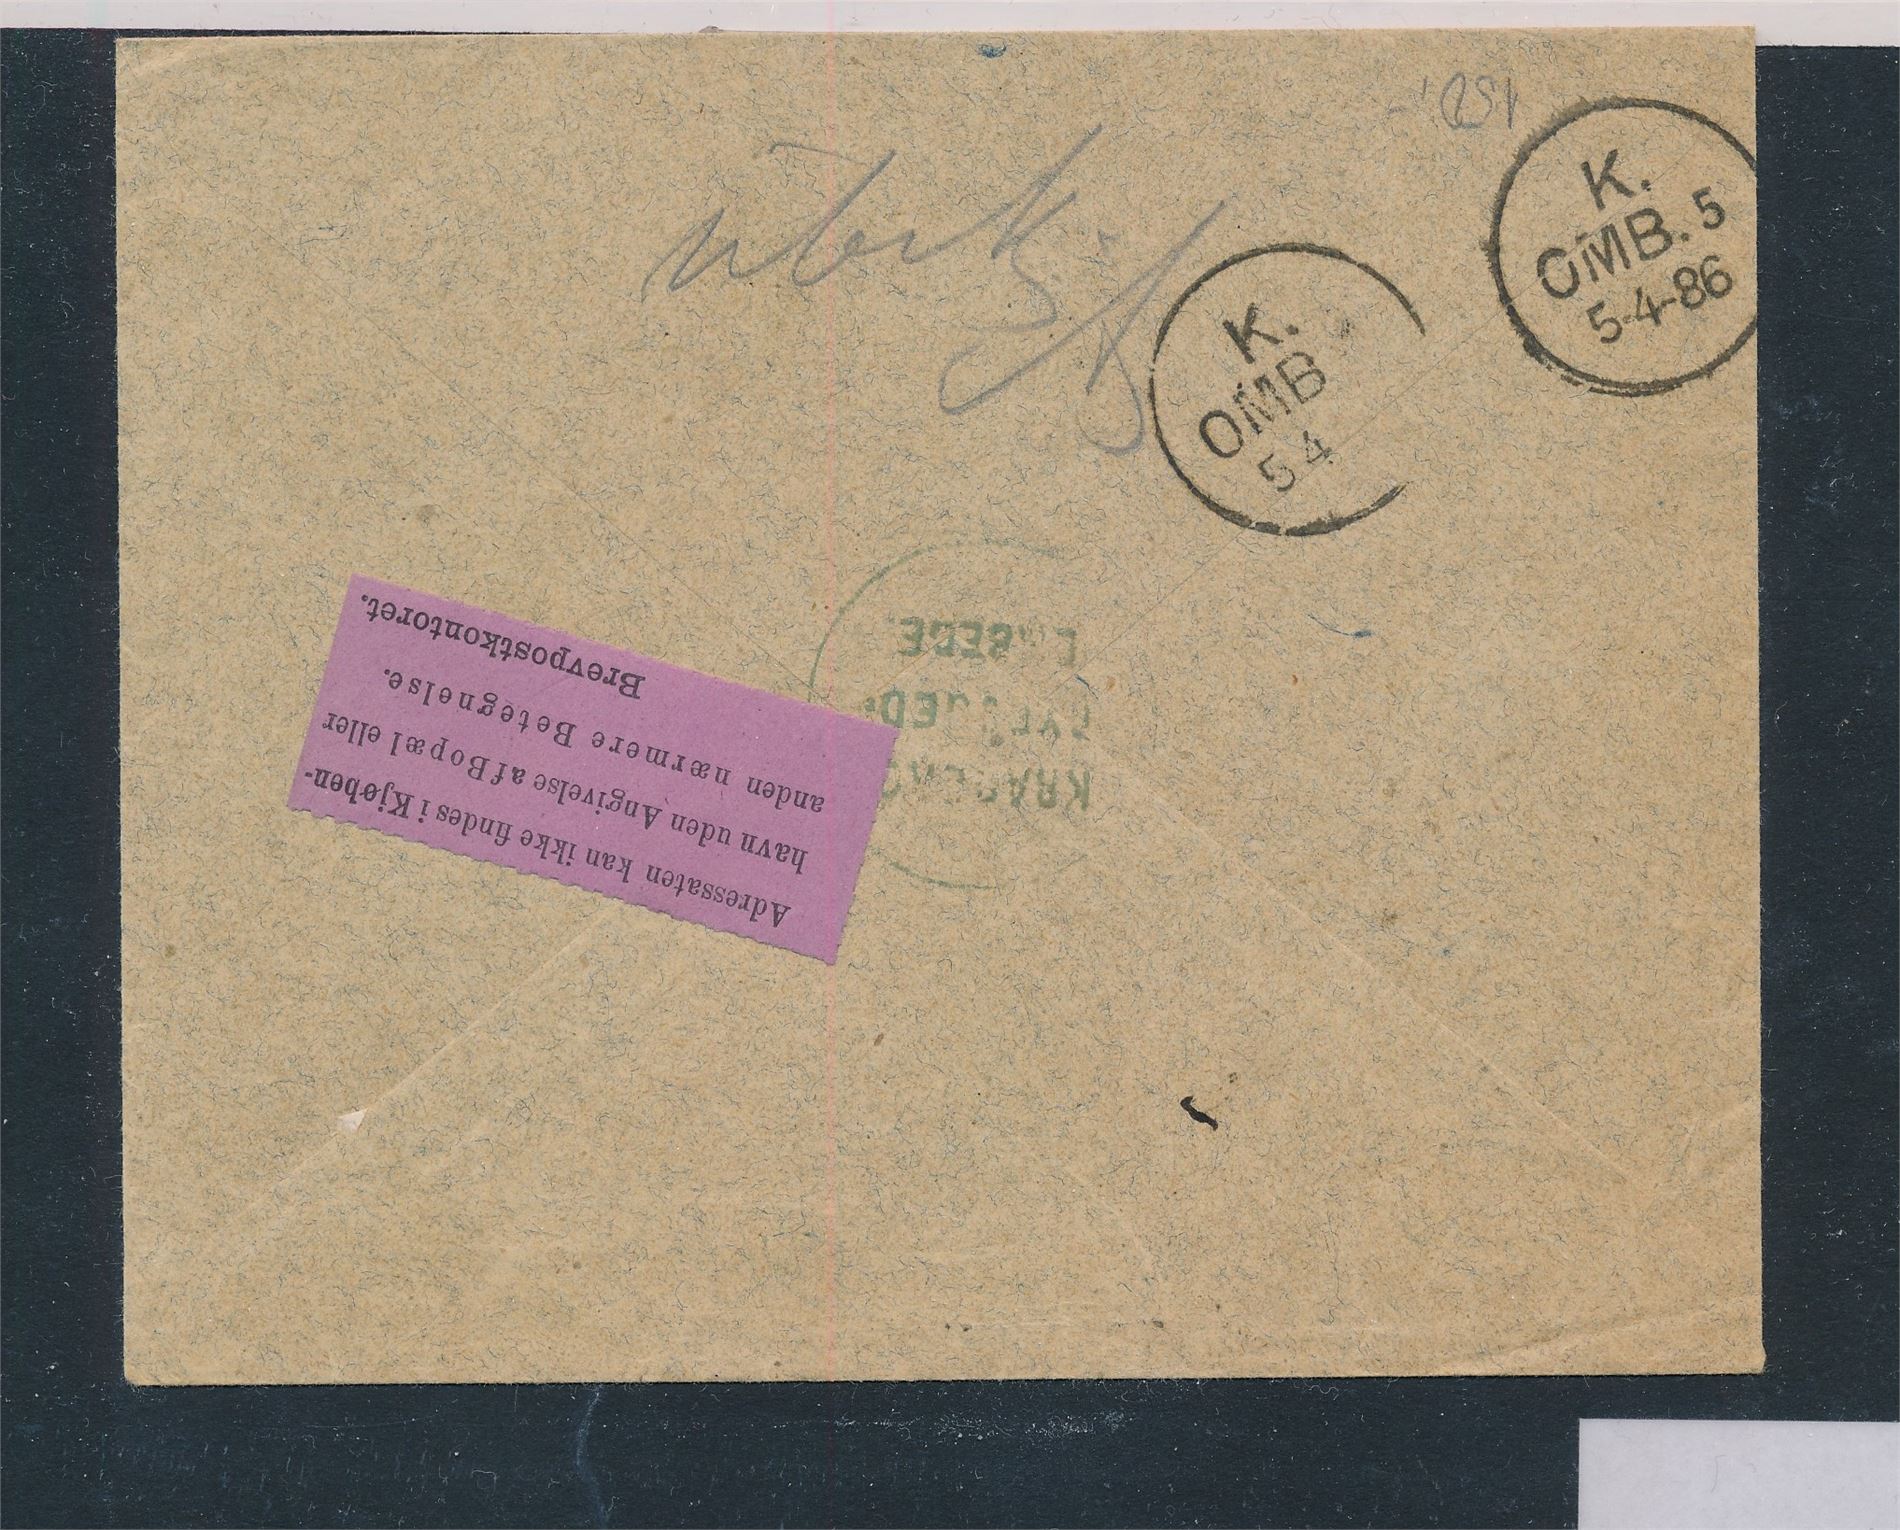 K.
OMB. 5
5-4-86
K.
OMB
5 4
Adressaten kan ikke findes i Kjøben-
havn uden Angivelse af Bopæl eller
anden nærmere Betegnelse.
Brevpostkontoret.